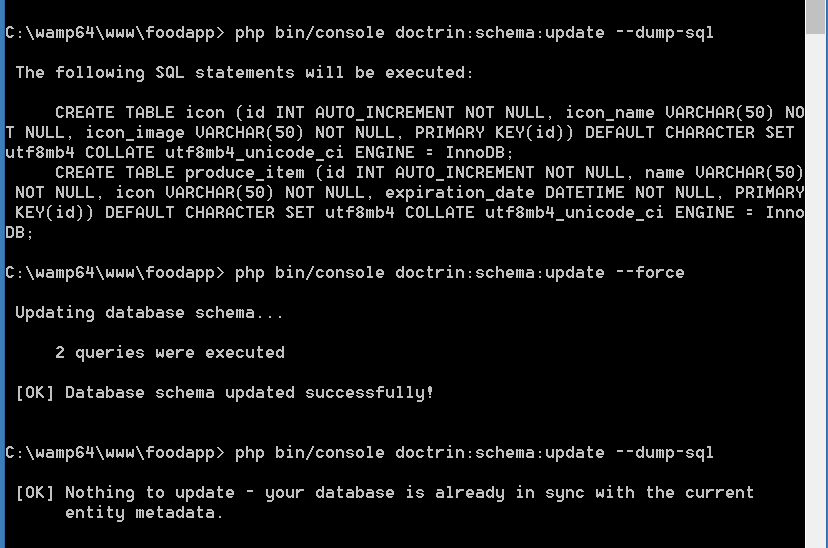 C:\wamp64\www\foodapp> php bin/console doctrin:schema:update --dump-sql
The following SQL statements will be executed:
CREATE TABLE icon (id INT AUTO_INCREMENT NOT NULL, icon_name VARCHAR(50) NO
T NULL, icon_image VARCHAR(50) NOT NULL, PRIMARY KEY(id)) DEFAULT CHARACTER SET
utf8mb4 COLLATE utf8mb4_unicode_ci ENGINE = InnoDB;
CREATE TABLE produce_item (id INT AUTO_INCREMENT NOT NULL, name VARCHAR(50)
NOT NULL, icon VARCHAR(50) NOT NULL, expiration_date DATETIME NOT NULL, PRIMARY
KEY(id)) DEFAULT CHARACTER SET utf8mb4 COLLATE utf8mb4_unicode_ci ENGINE = Inno
DB;
C:\wamp64\www\foodapp> php bin/console doctrin:schema:update --force
Updating database schema...
2 queries were executed
[OK] Database schema updated successfully!
C:\wamp64\www\foodapp> php bin/console doctrin:schema:update --dump-sql
[OK] Nothing to update - your database is already in sync with the current
entity metadata.